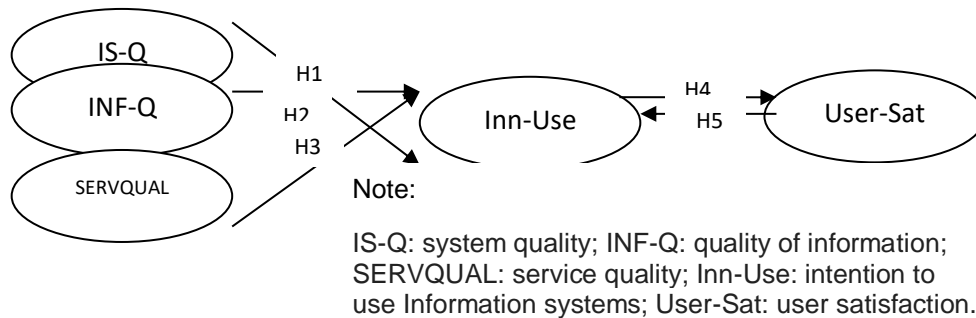 IS-Q
INF-Q
SERVQUAL
H1
H2
H3
Inn-Use
H4
H5
User-Sat
Note:
IS-Q: system quality; INF-Q: quality of information;
SERVQUAL: service quality; Inn-Use: intention to
use Information systems; User-Sat: user satisfaction.